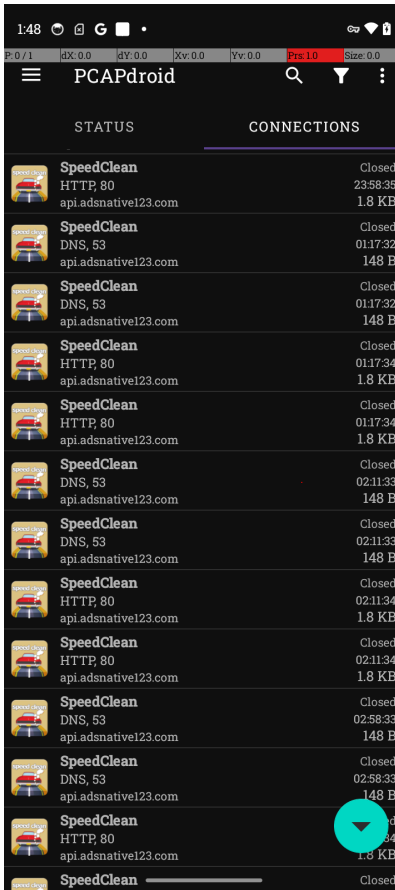 1:48 G
P: 0 / 1 dX: 0.0 dY: 0.0 Xv: 0.0 Yv: 0.0 Prs: 1.0 Size: 0.0
PCAPdroid
STATUS CONNECTIONS
SpeedClean Closed
HTTP, 80 23:58:35
api.adsnative123.com 1.8 KB
SpeedClean Closed
DNS, 53 01:17:32
api.adsnative123.com 148 B
SpeedClean Closed
DNS, 53 01:17:32
api.adsnative123.com 148 B
SpeedClean Closed
HTTP, 80 01:17:34
api.adsnative123.com 1.8 KB
SpeedClean Closed
HTTP, 80 01:17:34
api.adsnative123.com 1.8 KB
SpeedClean Closed
DNS, 53 02:11:33
api.adsnative123.com 148 B
SpeedClean Closed
DNS, 53 02:11:33
api.adsnative123.com 148 B
SpeedClean Closed
HTTP, 80 02:11:34
api.adsnative123.com 1.8 KB
SpeedClean Closed
HTTP, 80 02:11:34
api.adsnative123.com 1.8 KB
SpeedClean Closed
DNS, 53 02:58:33
api.adsnative123.com 148 B
SpeedClean Closed
DNS, 53 02:58:33
api.adsnative123.com 148 B
SpeedClean
HTTP, 80
api.adsnative123.com 1.8 KB
SpeedClean Closed